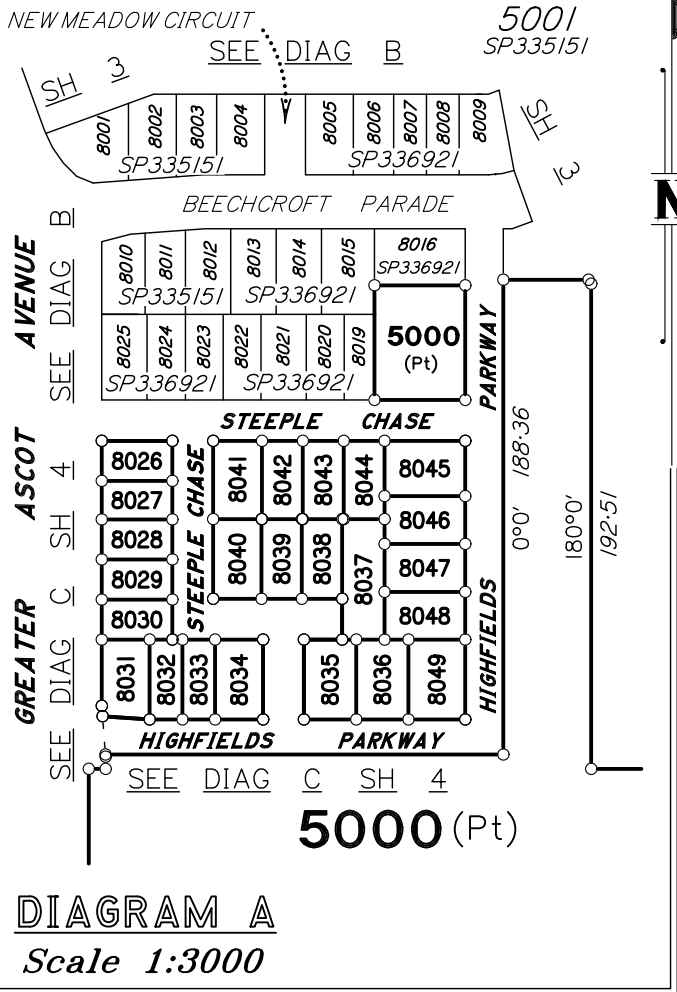 NEW MEADOW CIRCUIT
5001
SP335151
SEE DIAG B
SH 3
8001 8002 8003 8004
SP335151
8005 8006 8007 8008 8009
SP336921
SH 3
BEECHCROFT PARADE
N
8010 8011 8012
SP335151
8013 8014 8015
SP336921
8016
SP336921
8025 8024 8023
SP336921
8022 8021 8020 8019
SP336921
5000
(Pt)
PARKWAY
SEE DIAG B
GREATER ASCOT AVENUE
SEE DIAG C SH 4
STEEPLE CHASE
STEEPLE CHASE
8026
8027
8028
8029
8030
8041 8042 8043 8044
8045
8046
8040 8039 8038
8037
8047
8048
8031 8032 8033 8034
8035 8036 8049
HIGHFIELDS
HIGHFIELDS PARKWAY
0°0' 188·36
180°0' 192·51
SEE DIAG C SH 4
5000 (Pt)
DIAGRAM A
Scale 1:3000